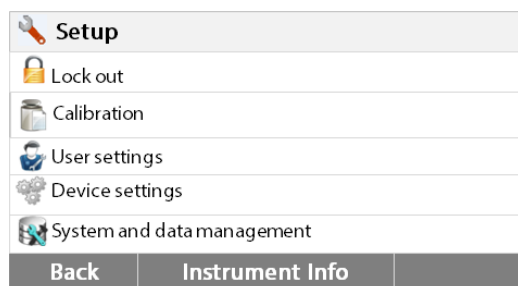 Setup
Lock out
Calibration
User settings
Device settings
System and data management
Back Instrument Info